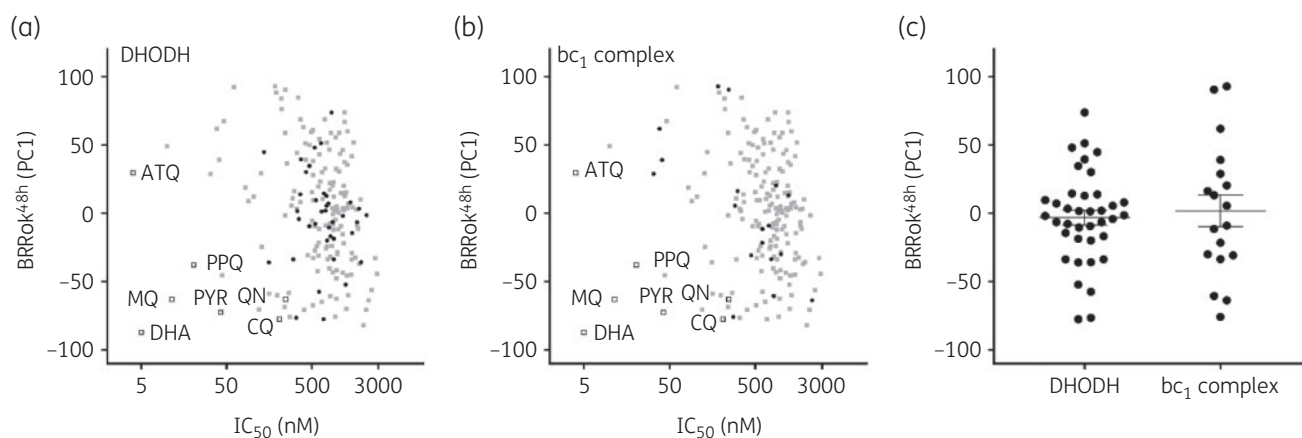 (a)
DHODH
BRRok48h (PC1)
100
50
0
−50
−100
ATQ
PPQ
MQ
PYR
QN
DHA
CQ
5
50
500
3000
IC50 (nM)
(b)
bc1 complex
BRRok48h (PC1)
100
50
0
−50
−100
ATQ
PPQ
MQ
PYR
QN
DHA
CQ
5
50
500
3000
IC50 (nM)
(c)
BRRok48h (PC1)
100
50
0
−50
−100
DHODH
bc1 complex